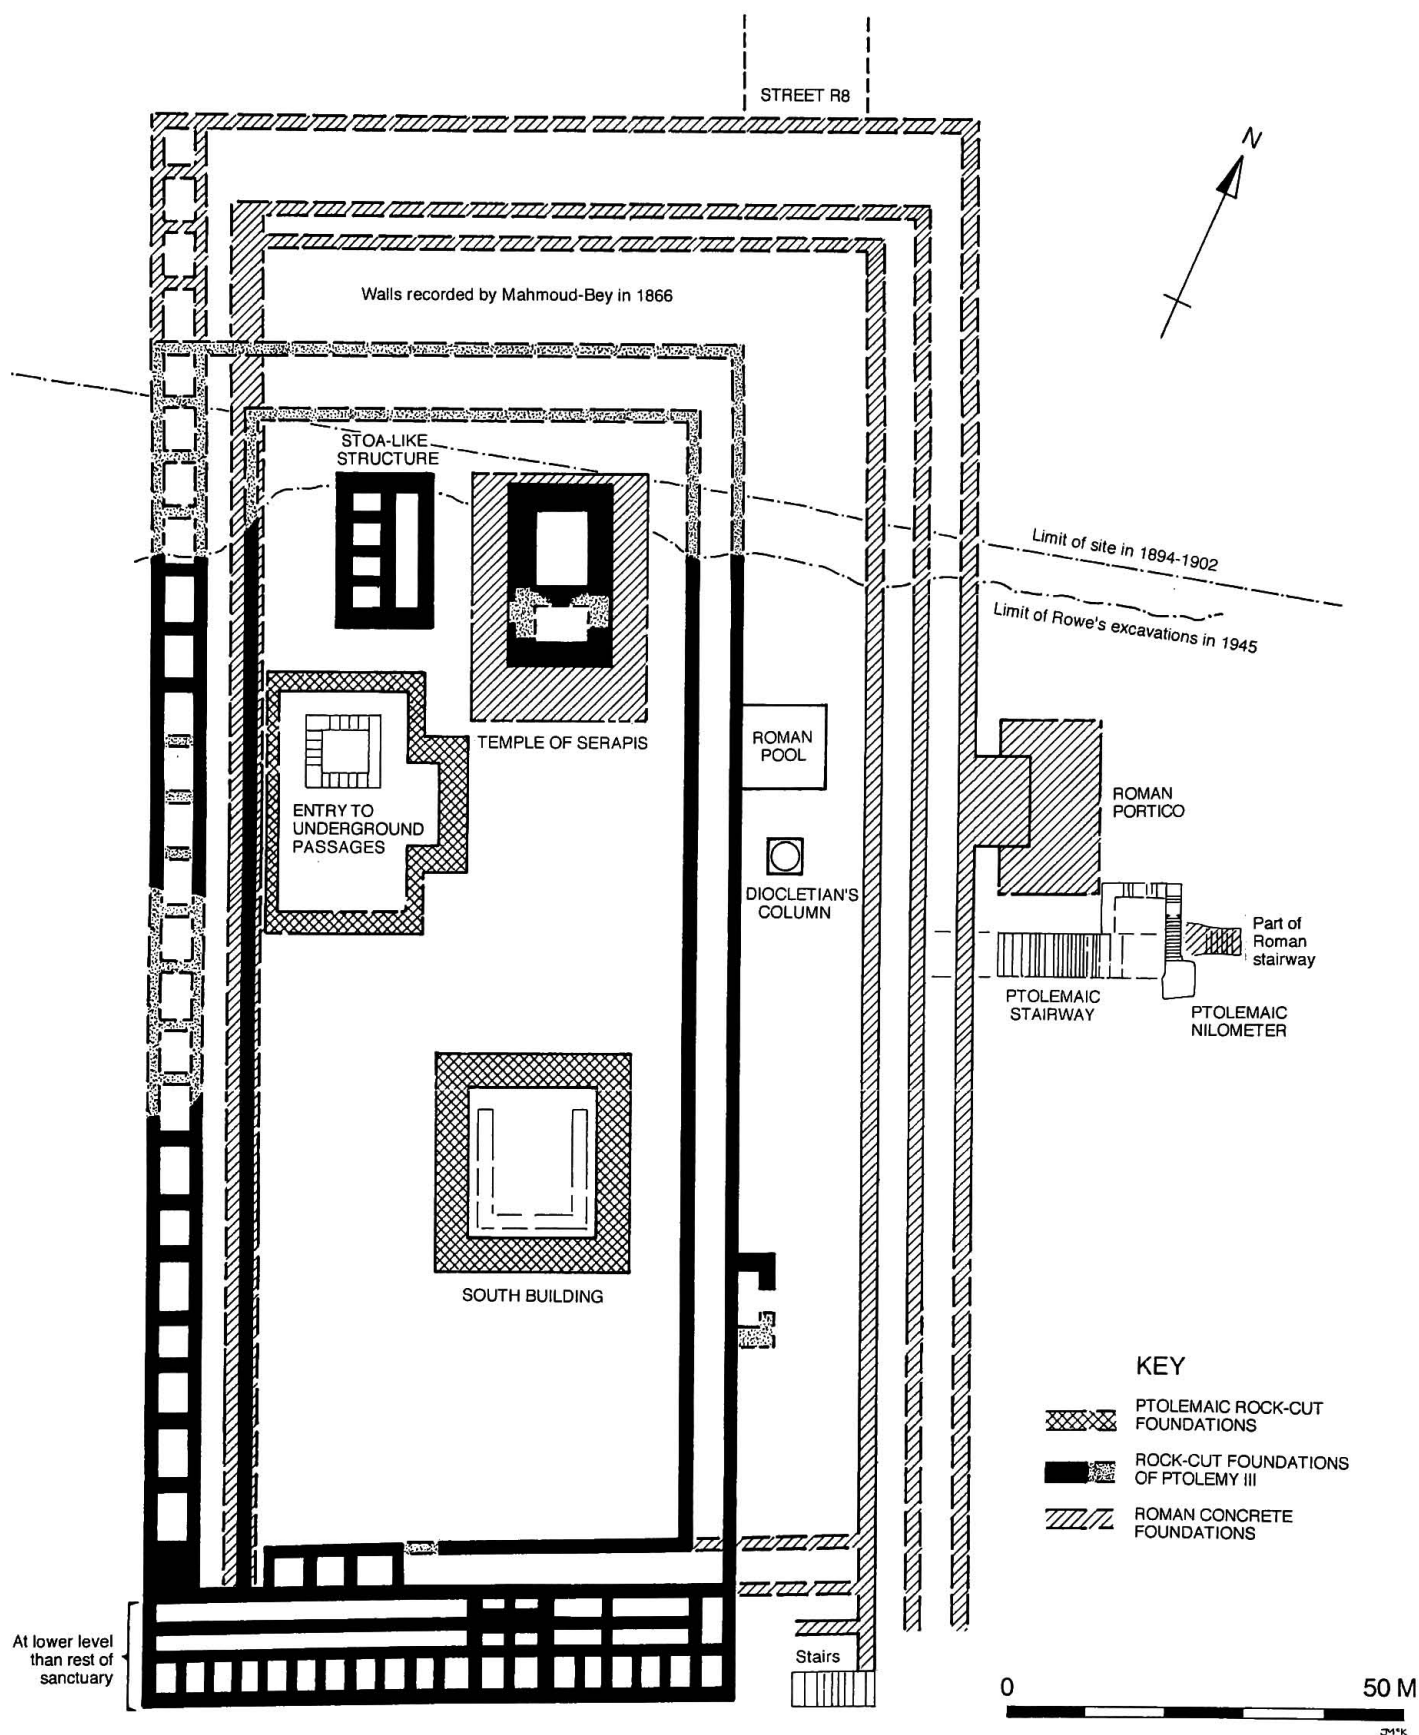 STREET R8
N
Walls recorded by Mahmoud-Bey in 1866
STOA-LIKE
STRUCTURE
Limit of site in 1894-1902
Limit of Rowe's excavations in 1945
TEMPLE OF SERAPIS
ROMAN
POOL
ENTRY TO
UNDERGROUND
PASSAGES
ROMAN
PORTICO
DIOCLETIAN'S
COLUMN
Part of
Roman
stairway
PTOLEMAIC
STAIRWAY
PTOLEMAIC
NILOMETER
SOUTH BUILDING
KEY
PTOLEMAIC ROCK-CUT
FOUNDATIONS
ROCK-CUT FOUNDATIONS
OF PTOLEMY III
ROMAN CONCRETE
FOUNDATIONS
At lower level
than rest of
sanctuary
Stairs
0 50 M